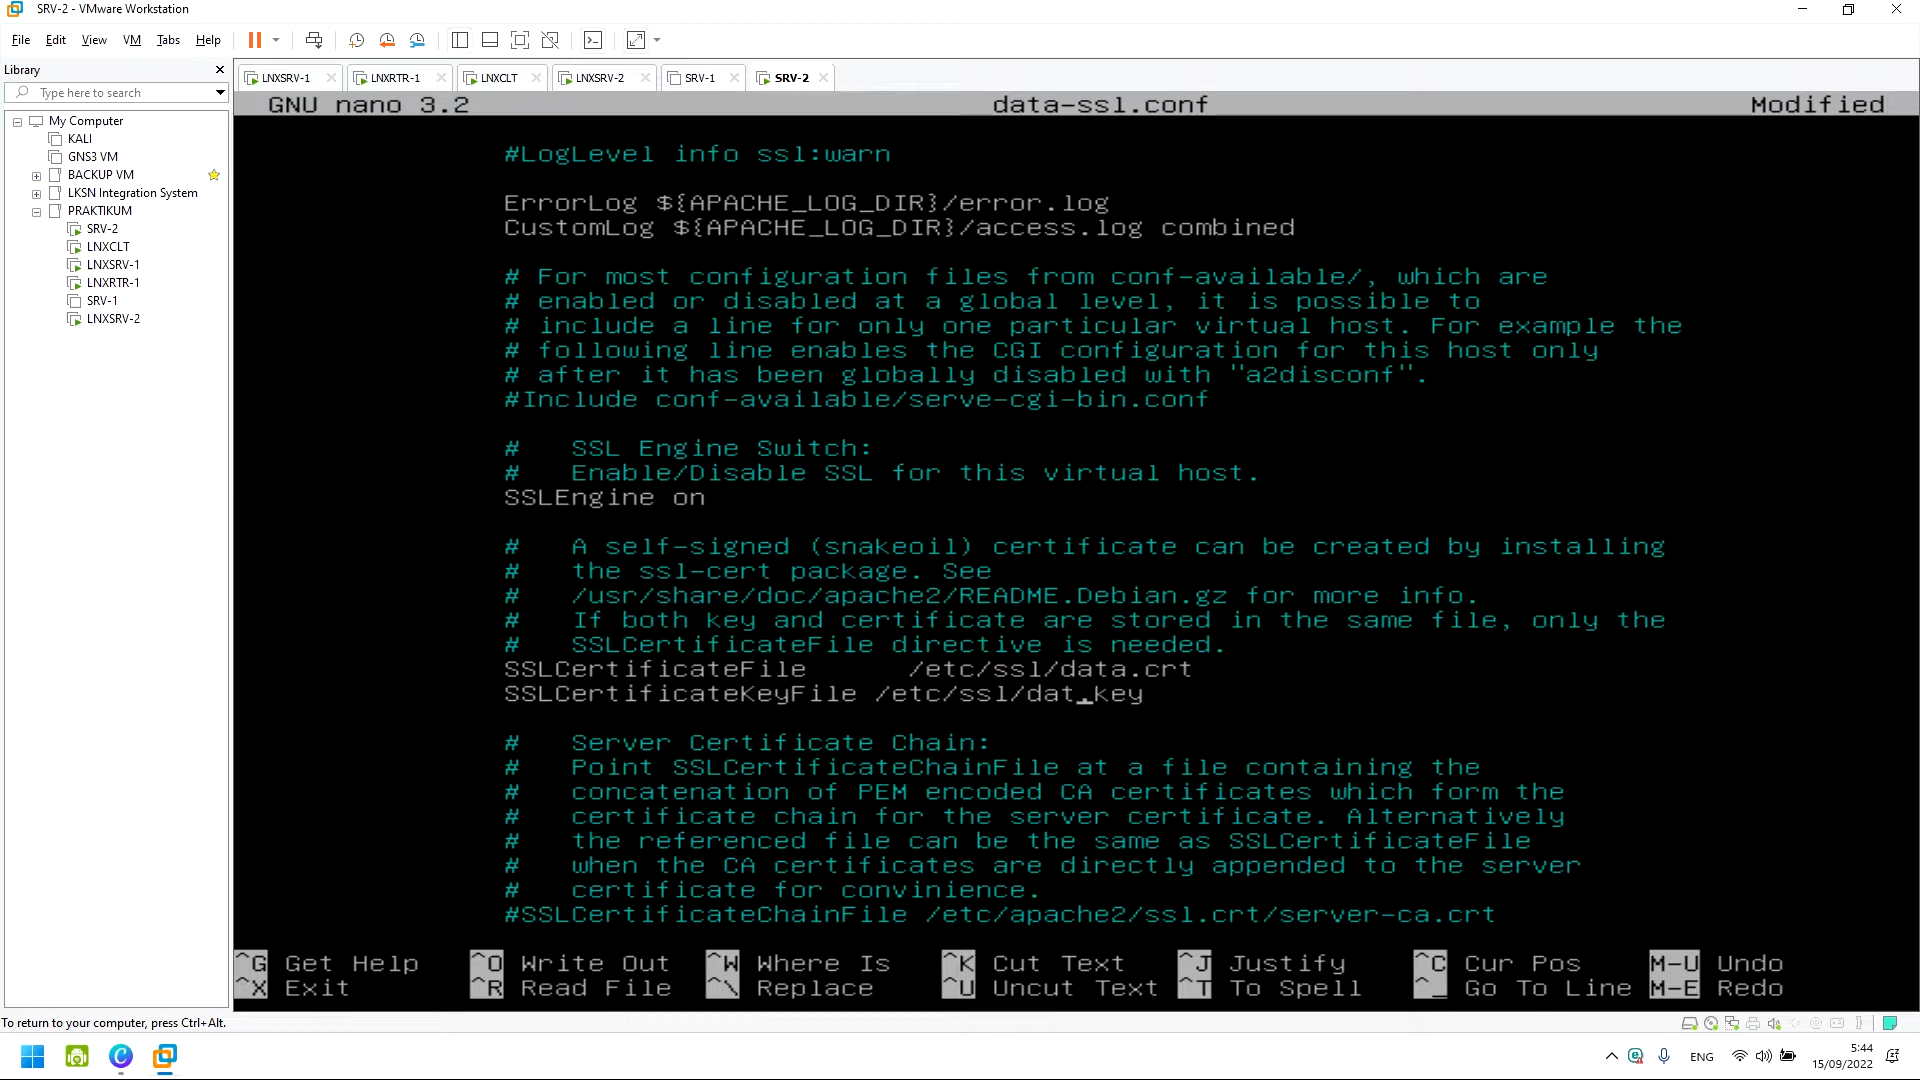 SRV-2 - VMware Workstation
File Edit View VM Tabs Help
Library
Type here to search
My Computer
KALI
GNS3 VM
BACKUP VM
LKSN Integration System
PRAKTIKUM
SRV-2
LNXCLT
LNXSRV-1
LNXRTR-1
SRV-1
LNXSRV-2
LNXSRV-1 LNXRTR-1 LNXCLT LNXSRV-2 SRV-1 SRV-2
GNU nano 3.2 data-ssl.conf Modified
#LogLevel info ssl:warn
ErrorLog ${APACHE_LOG_DIR}/error.log
CustomLog ${APACHE_LOG_DIR}/access.log combined
# For most configuration files from conf-available/, which are
# enabled or disabled at a global level, it is possible to
# include a line for only one particular virtual host. For example the
# following line enables the CGI configuration for this host only
# after it has been globally disabled with "a2disconf".
#Include conf-available/serve-cgi-bin.conf
# SSL Engine Switch:
# Enable/Disable SSL for this virtual host.
SSLEngine on
# A self-signed (snakeoil) certificate can be created by installing
# the ssl-cert package. See
# /usr/share/doc/apache2/README.Debian.gz for more info.
# If both key and certificate are stored in the same file, only the
# SSLCertificateFile directive is needed.
SSLCertificateFile /etc/ssl/data.crt
SSLCertificateKeyFile /etc/ssl/dat.key
# Server Certificate Chain:
# Point SSLCertificateChainFile at a file containing the
# concatenation of PEM encoded CA certificates which form the
# certificate chain for the server certificate. Alternatively
# the referenced file can be the same as SSLCertificateFile
# when the CA certificates are directly appended to the server
# certificate for convinience.
#SSLCertificateChainFile /etc/apache2/ssl.crt/server-ca.crt
^G Get Help ^O Write Out ^W Where Is ^K Cut Text ^J Justify ^C Cur Pos M-U Undo
^X Exit ^R Read File ^\ Replace ^U Uncut Text ^T To Spell ^_ Go To Line M-E Redo
To return to your computer, press Ctrl+Alt.
ENG
5:44
15/09/2022